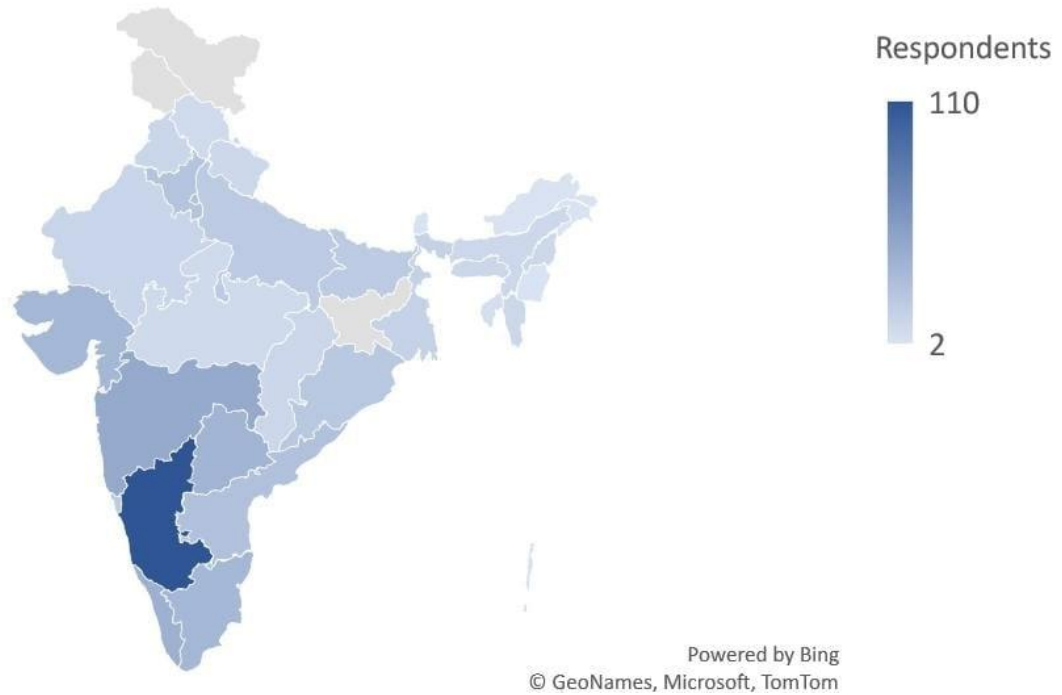 Respondents
110
2
Powered by Bing
© GeoNames, Microsoft, TomTom